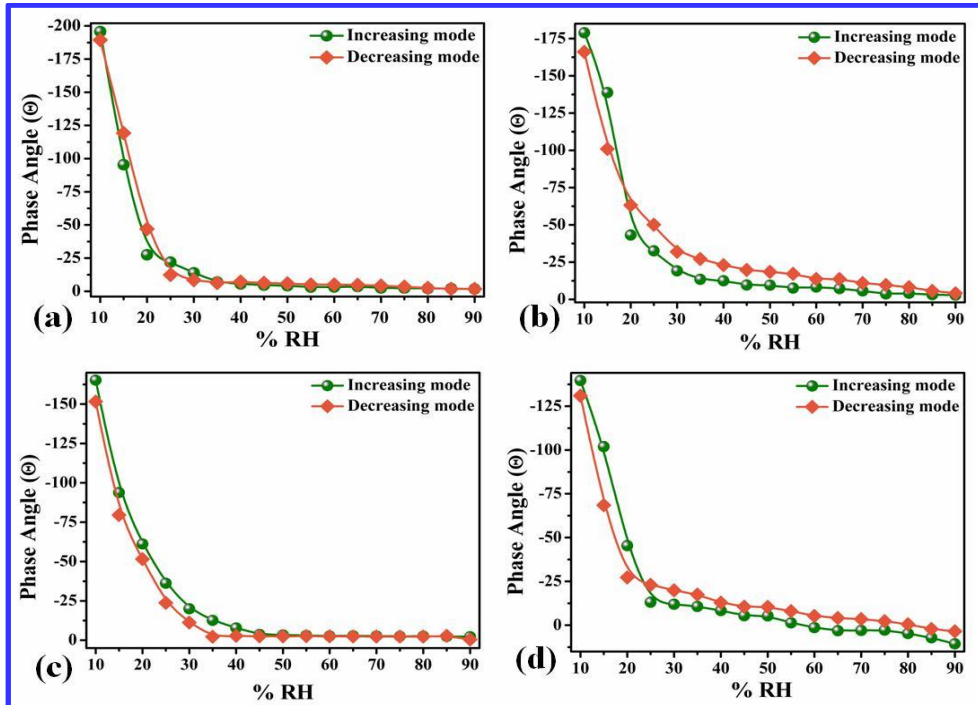 -200
-175
-150
-125
-100
-75
-50
-25
0
Phase Angle (Θ)
Increasing mode
Decreasing mode
(a)
10 20 30 40 50 60 70 80 90
% RH
-175
-150
-125
-100
-75
-50
-25
0
Phase Angle (Θ)
Increasing mode
Decreasing mode
(b)
10 20 30 40 50 60 70 80 90
% RH
-150
-125
-100
-75
-50
-25
0
Phase Angle (Θ)
Increasing mode
Decreasing mode
(c)
10 20 30 40 50 60 70 80 90
% RH
-125
-100
-75
-50
-25
0
Phase Angle (Θ)
Increasing mode
Decreasing mode
(d)
10 20 30 40 50 60 70 80 90
% RH